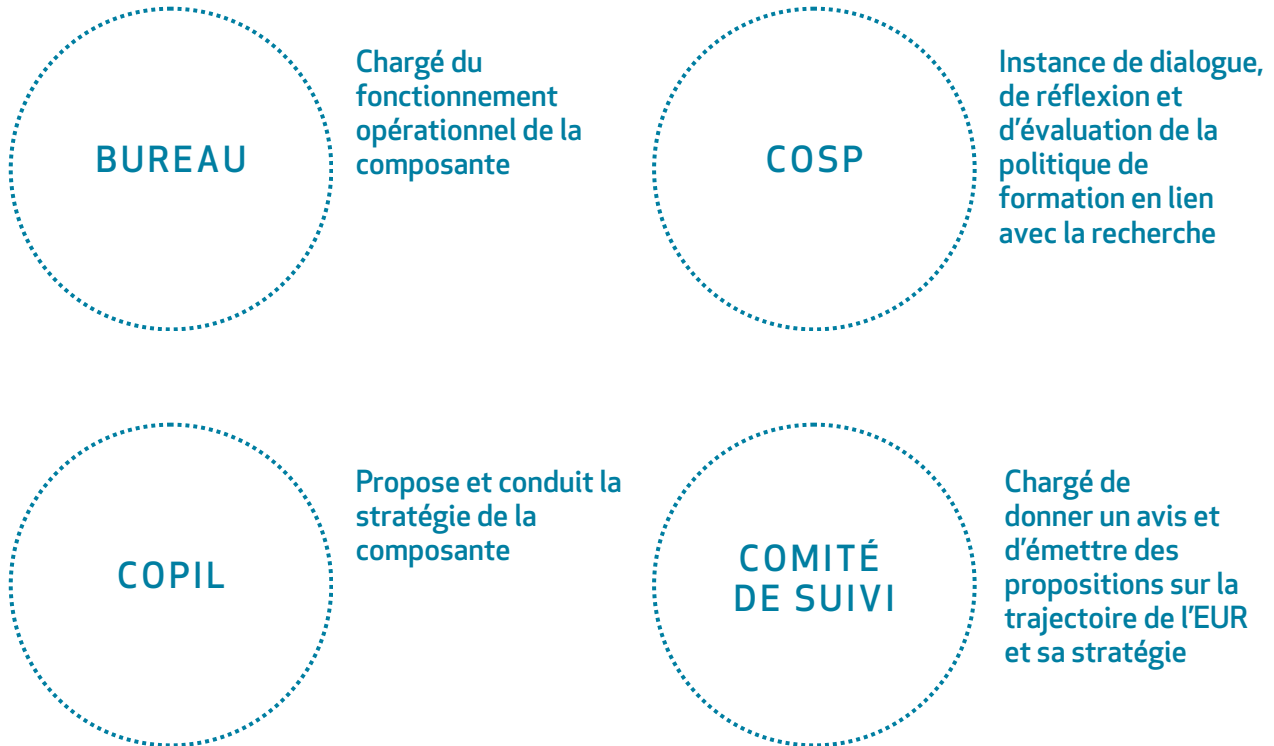 BUREAU
Chargé du
fonctionnement
opérationnel de la
composante
COSP
Instance de dialogue,
de réflexion et
d’évaluation de la
politique de
formation en lien
avec la recherche
COPIL
Propose et conduit la
stratégie de la
composante
COMITÉ
DE SUIVI
Chargé de
donner un avis et
d’émettre des
propositions sur la
trajectoire de l’EUR
et sa stratégie